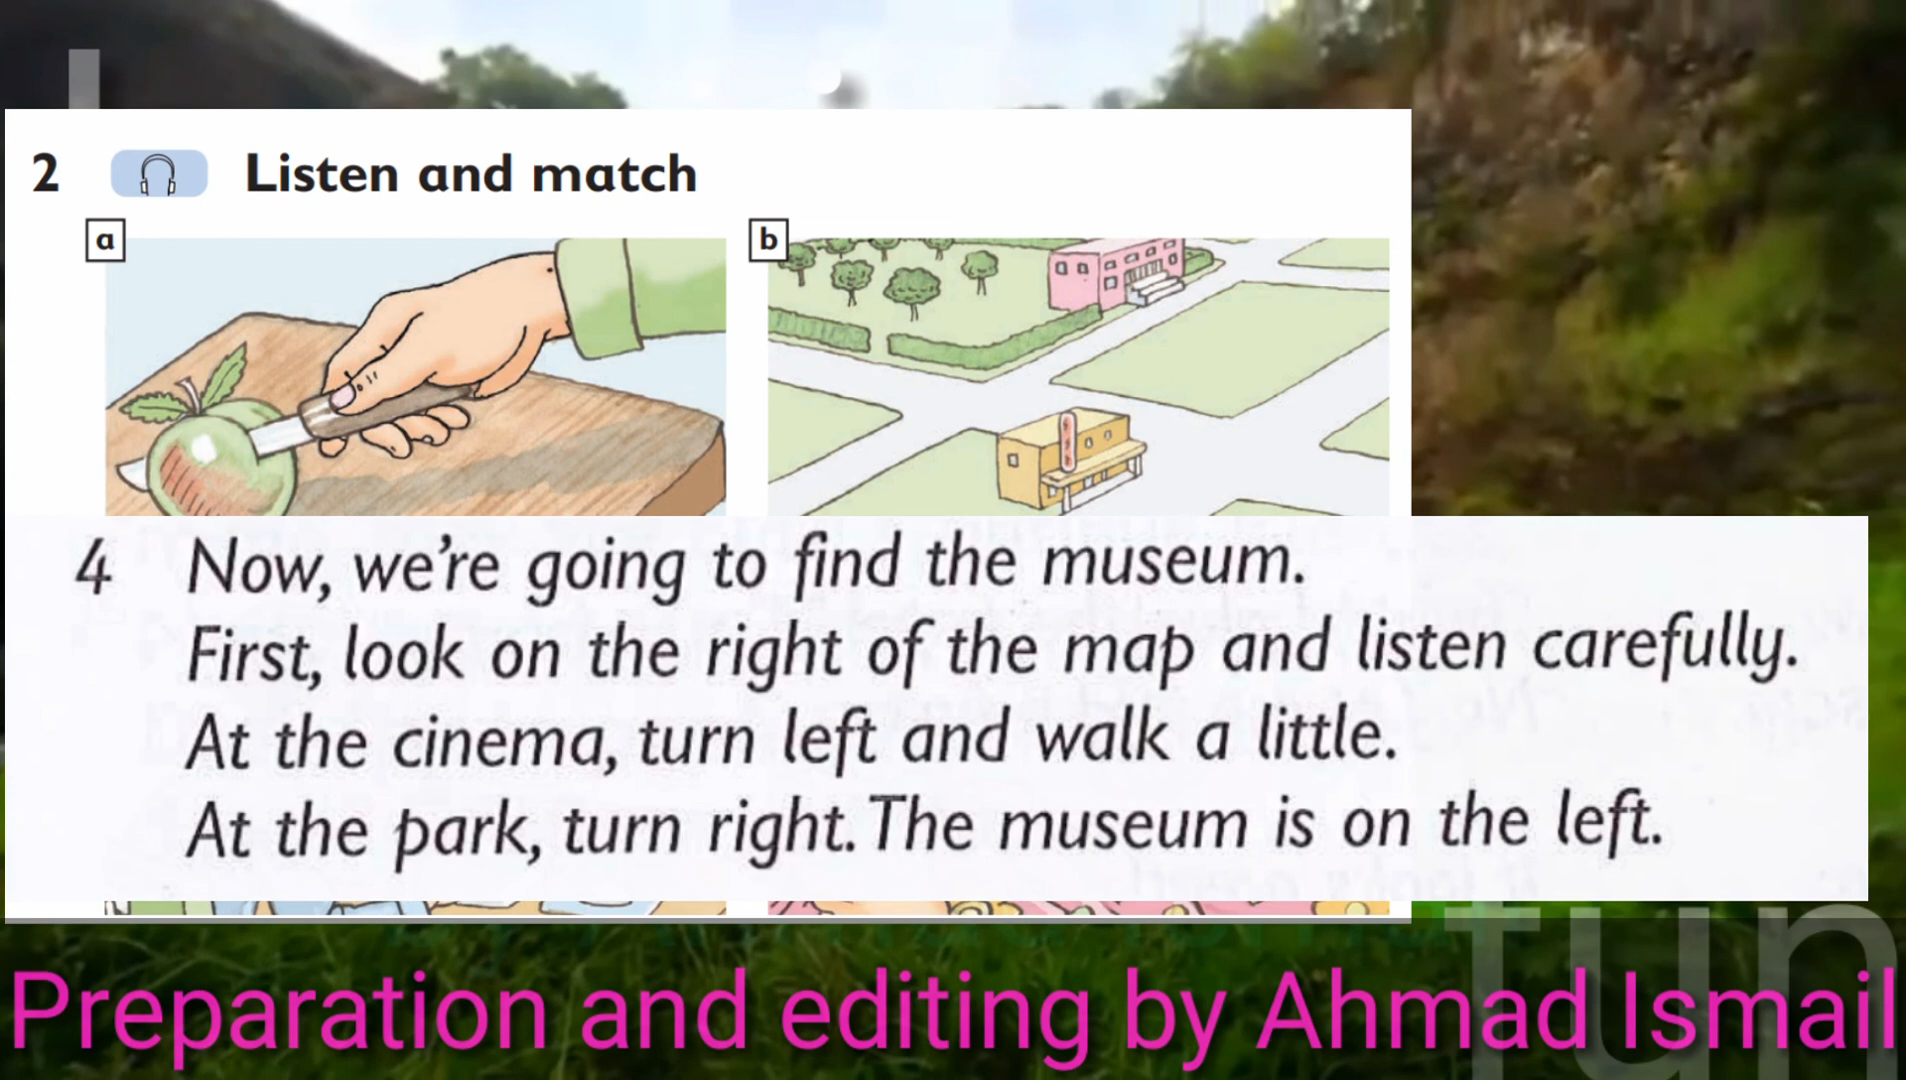 2 Listen and match
a
b
4 Now, we're going to find the museum.
First, look on the right of the map and listen carefully.
At the cinema, turn left and walk a little.
At the park, turn right. The museum is on the left.
fun
Preparation and editing by Ahmad Ismail